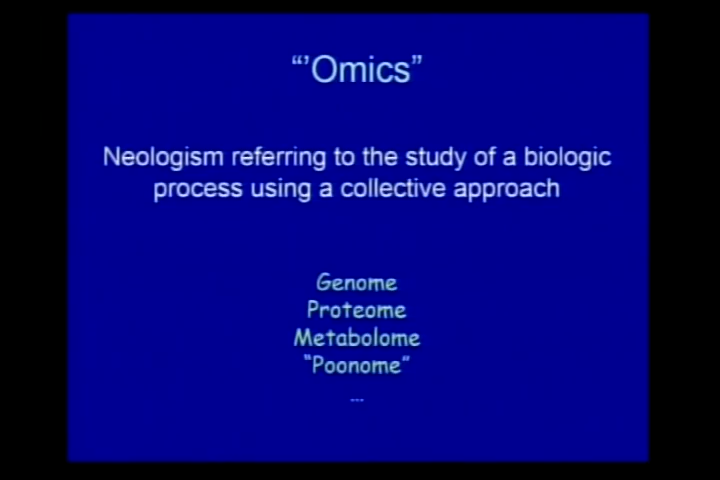 “’Omics”
Neologism referring to the study of a biologic
process using a collective approach
Genome
Proteome
Metabolome
“Poonome”
...